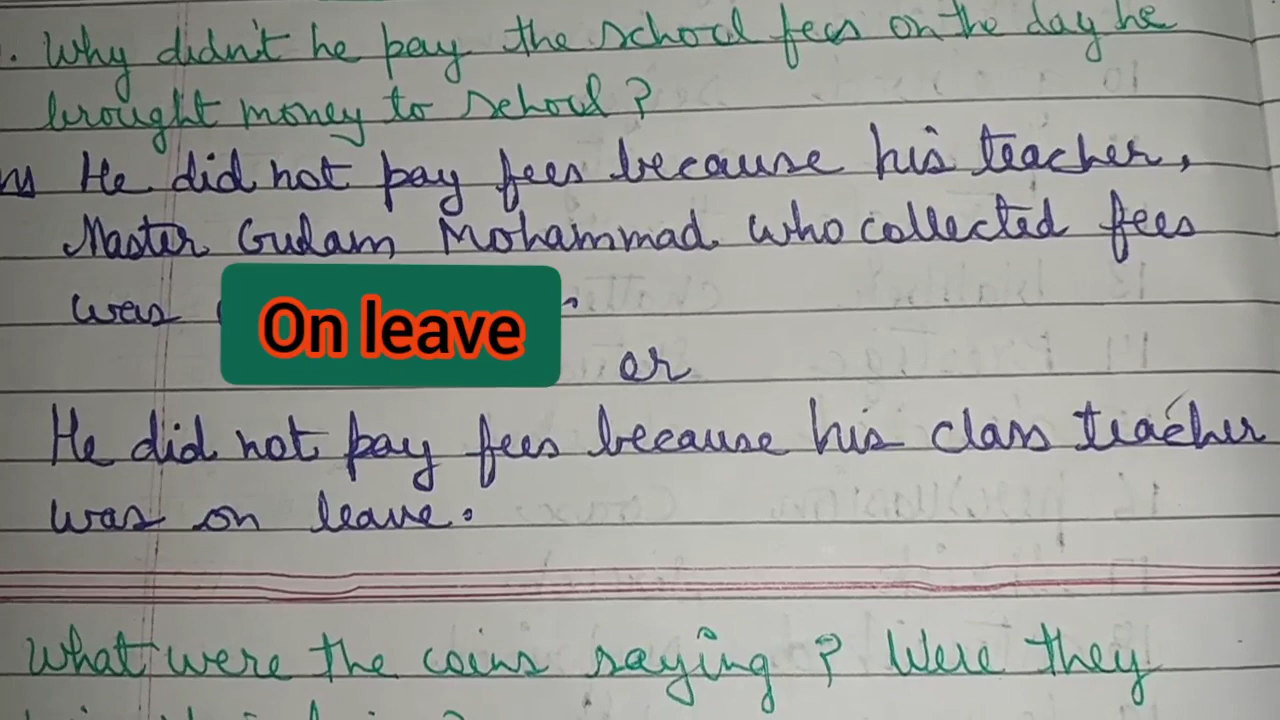 . Why didn't he pay the school fees on the day he
brought money to school?
ns He did not pay fees because his teacher,
Master Gulam Mohammad who collected fees
was On leave.
or
He did not pay fees because his class teacher
was on leave.
What were the coins saying? Were they